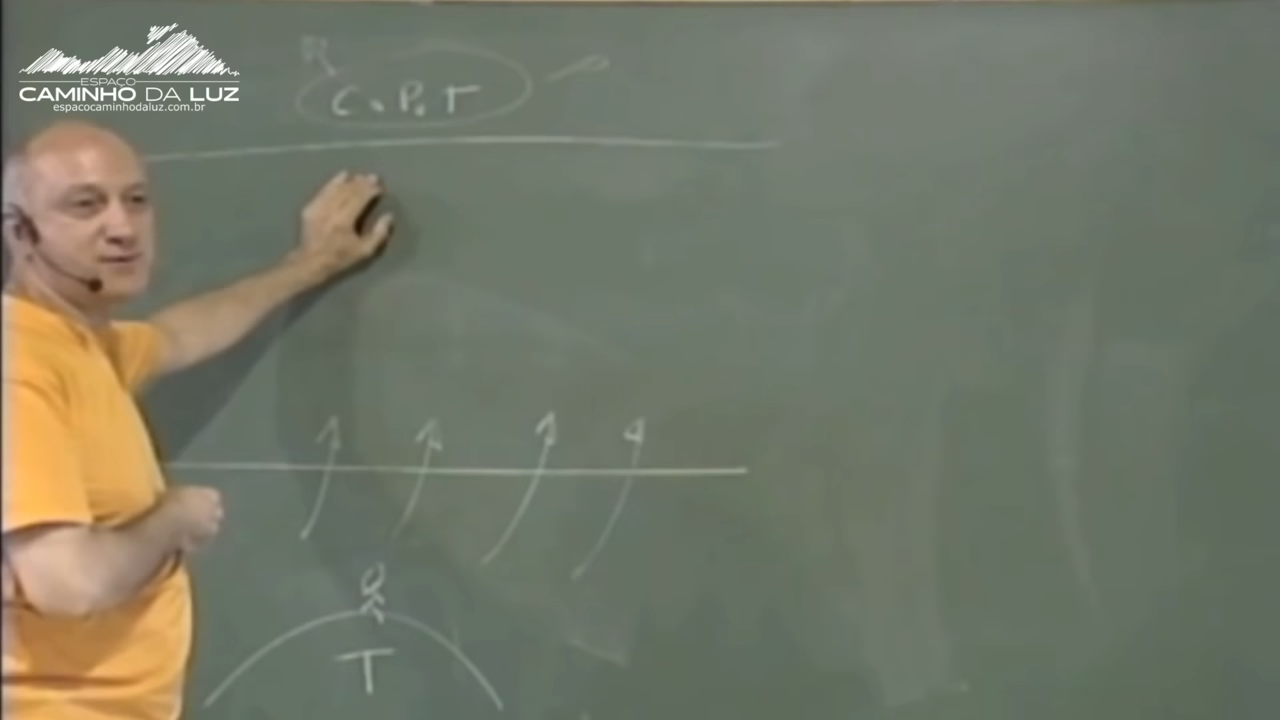 ESPAÇO
CAMINHO DA LUZ
espacocaminhodaluz.com.br
C. P. T
T